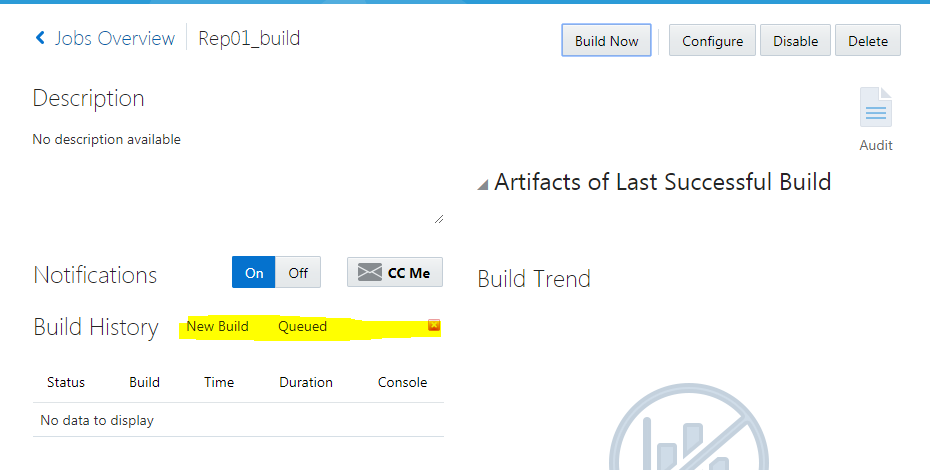 Jobs Overview Rep01_build Build Now Configure Disable Delete
Description
No description available
Audit
Artifacts of Last Successful Build
Notifications On Off CC Me
Build Trend
Build History New Build Queued
Status Build Time Duration Console
No data to display